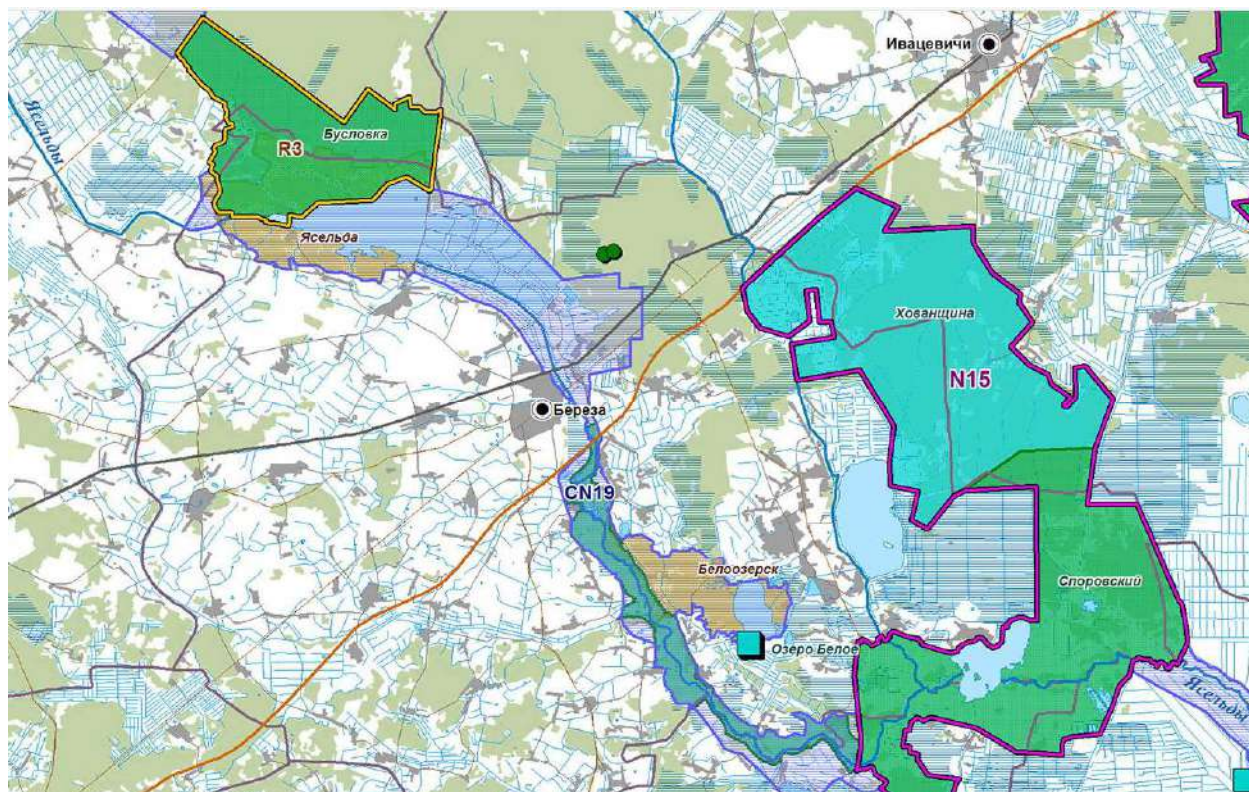 Ивацевичи
Ясельды
Бусловка
R3
Ясельда
Хованщина
N15
Береза
CN19
Белоозерск
Споровский
Озеро Белое
Ясельды